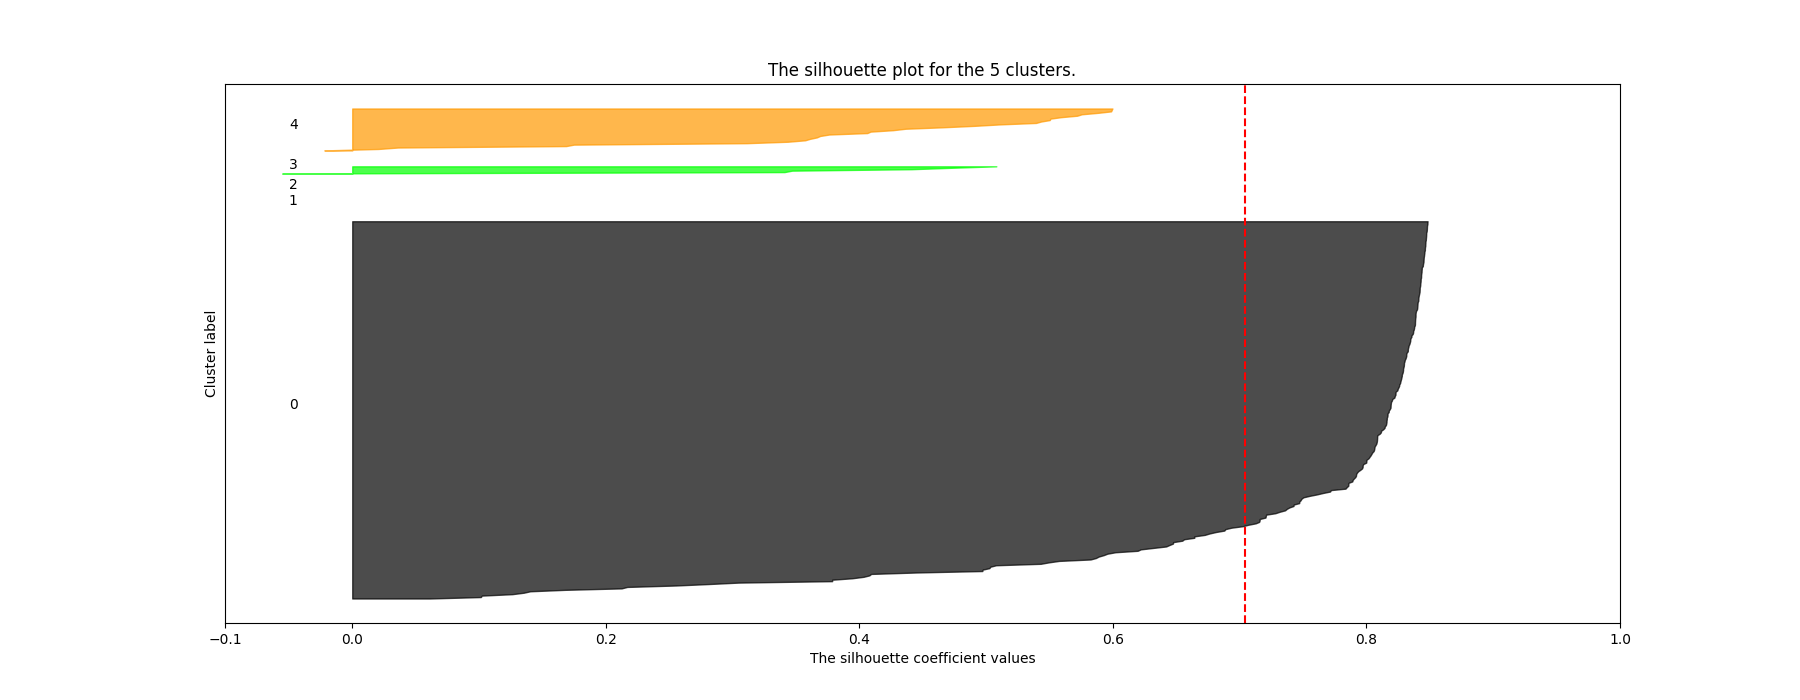 The silhouette plot for the 5 clusters.
4
3
2
1
0
Cluster label
−0.1 0.0 0.2 0.4 0.6 0.8 1.0
The silhouette coefficient values